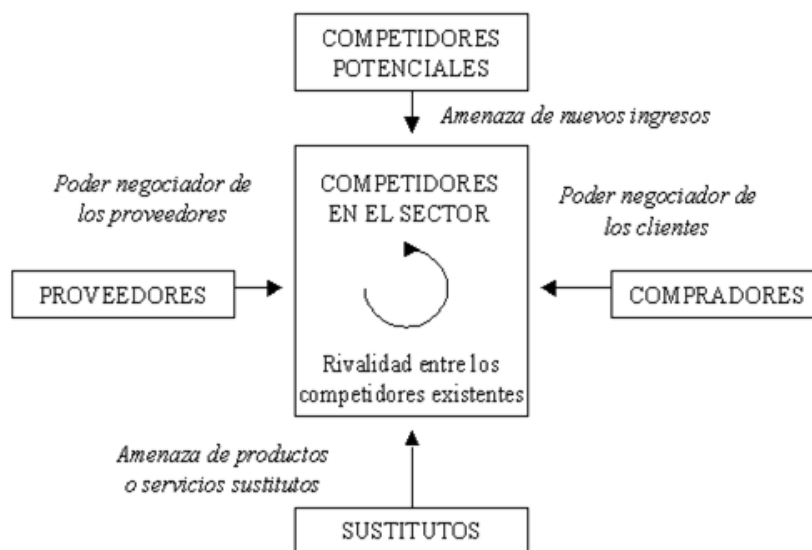 COMPETIDORES
POTENCIALES
Amenaza de nuevos ingresos
Poder negociador de
los proveedores
COMPETIDORES
EN EL SECTOR
Poder negociador de
los clientes
PROVEEDORES
COMPRADORES
Rivalidad entre los
competidores existentes
Amenaza de productos
o servicios sustitutos
SUSTITUTOS